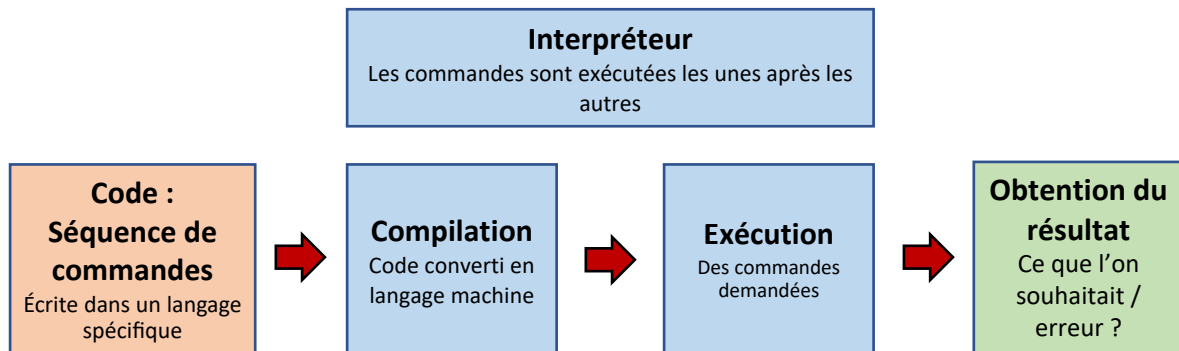 Interpréteur
Les commandes sont exécutées les unes après les
autres
Code :
Séquence de
commandes
Écrite dans un langage
spécifique
Compilation
Code converti en
langage machine
Exécution
Des commandes
demandées
Obtention du
résultat
Ce que l’on
souhaitait /
erreur ?